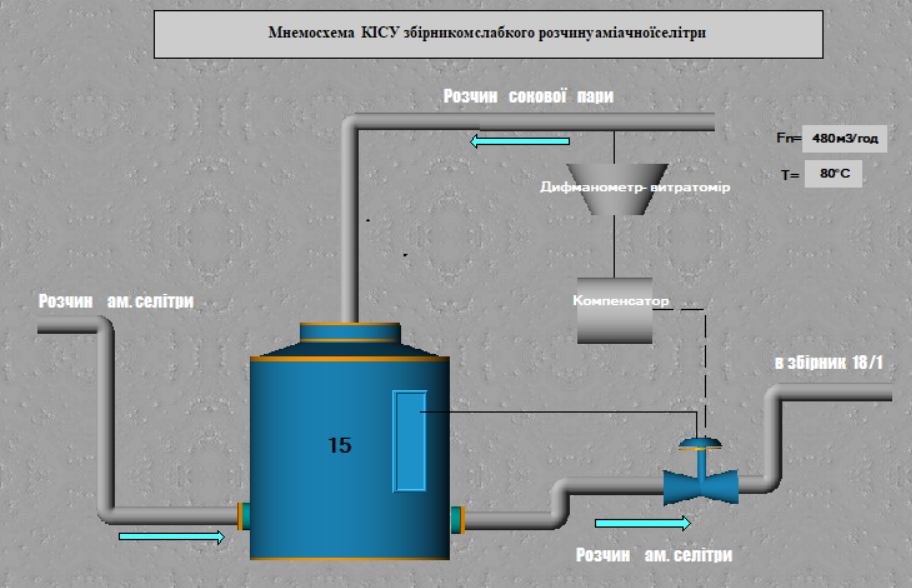 Мнемосхема КІСУ збірникомслабкого розчинуаміачноїселітри
Розчин сокової пари
Fп= 480м3/год
T= 80°C
Дифманометр- витратомір
Розчин ам. селітри
Компенсатор
в збірник 18/1
15
Розчин ам. селітри